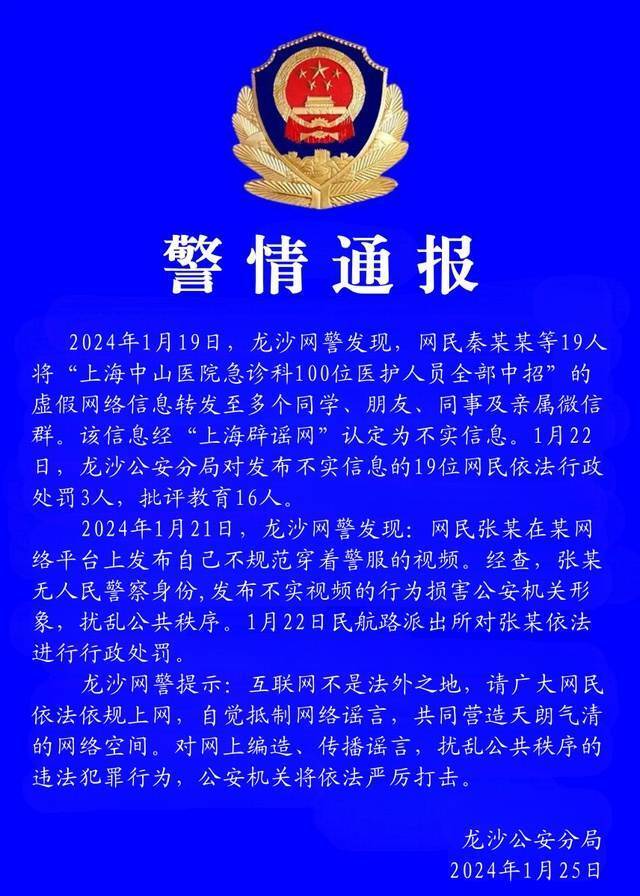 警情通报
2024年1月19日，龙沙网警发现，网民秦某某等19人
将“上海中山医院急诊科100位医护人员全部中招”的
虚假网络信息转发至多个同学、朋友、同事及亲属微信
群。该信息经“上海辟谣网”认定为不实信息。1月22
日，龙沙公安分局对发布不实信息的19位网民依法行政
处罚3人，批评教育16人。
2024年1月21日，龙沙网警发现：网民张某在某网
络平台上发布自己不规范穿着警服的视频。经查，张某
无人民警察身份,发布不实视频的行为损害公安机关形
象，扰乱公共秩序。1月22日民航路派出所对张某依法
进行行政处罚。
龙沙网警提示：互联网不是法外之地，请广大网民
依法依规上网，自觉抵制网络谣言，共同营造天朗气清
的网络空间。对网上编造、传播谣言，扰乱公共秩序的
违法犯罪行为，公安机关将依法严厉打击。
龙沙公安分局
2024年1月25日